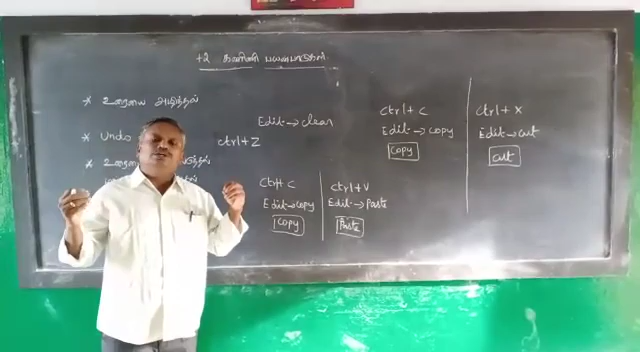 +2 கணினி பயன்பாடுகள்
* உரையை அழித்தல்
Edit → clear
* Undo
Ctrl + Z
* உரையை
Ctrl + C
Edit → copy
Copy
Ctrl + V
Edit → Paste
Paste
Ctrl + C
Edit → copy
Copy
Ctrl + X
Edit → cut
Cut